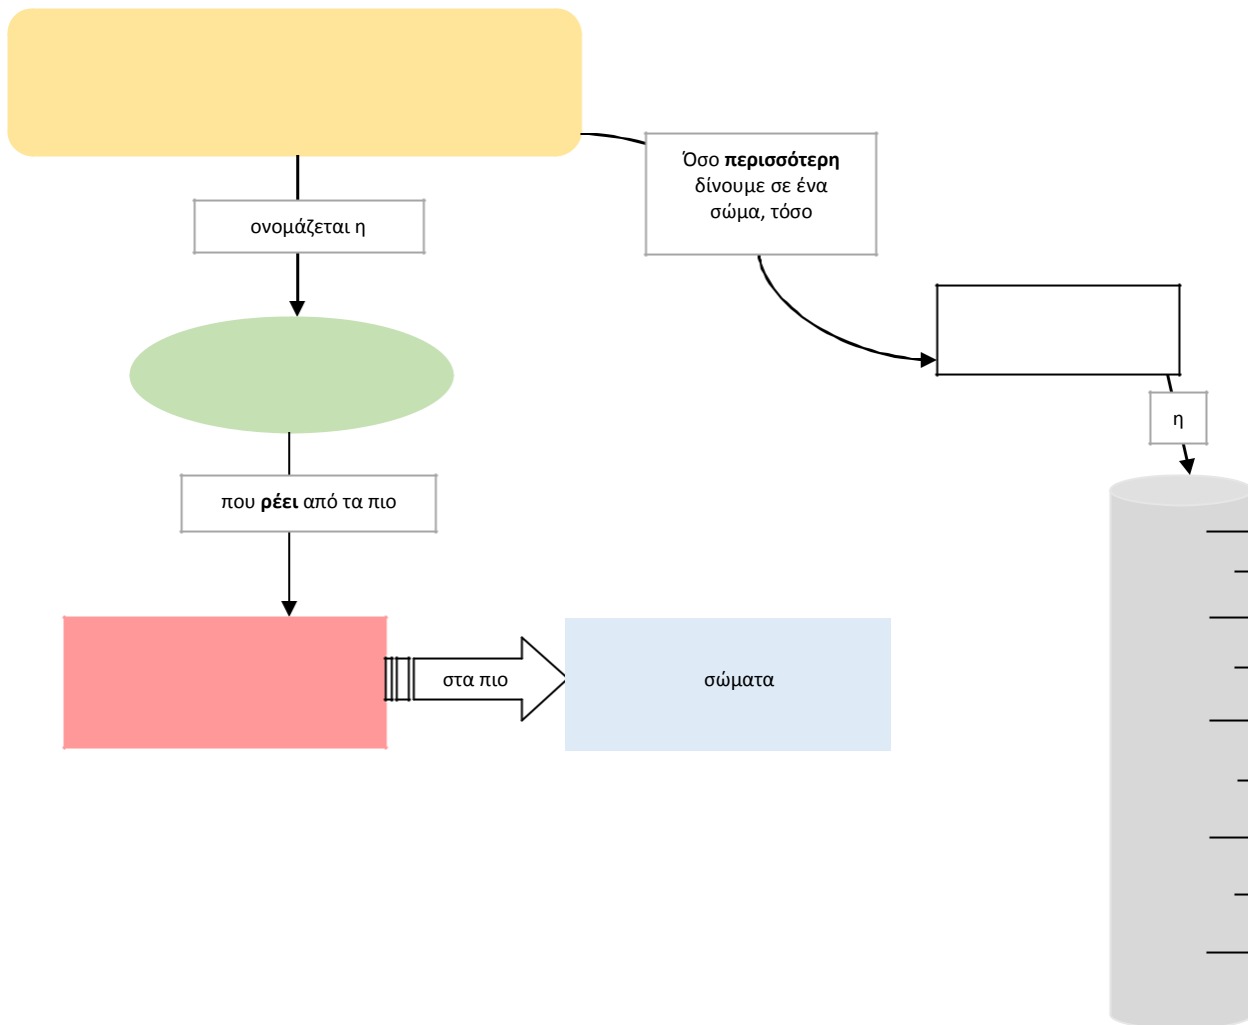 Όσο περισσότερη
δίνουμε σε ένα
σώμα, τόσο
ονομάζεται η
η
που ρέει από τα πιο
στα πιο
σώματα